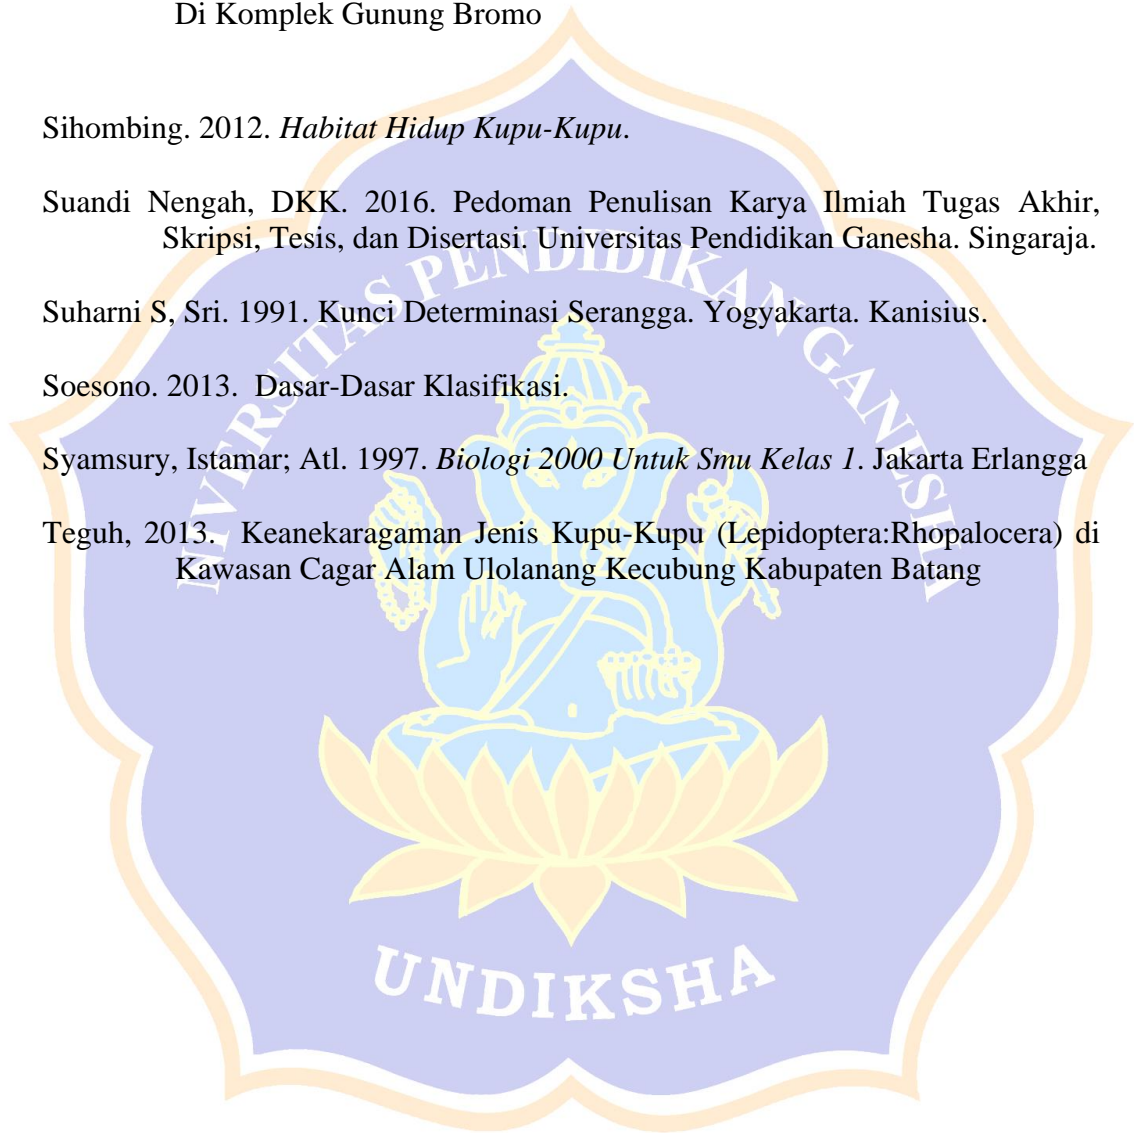 Di Komplek Gunung Bromo
Sihombing. 2012. Habitat Hidup Kupu-Kupu.
Suandi Nengah, DKK. 2016. Pedoman Penulisan Karya Ilmiah Tugas Akhir,
Skripsi, Tesis, dan Disertasi. Universitas Pendidikan Ganesha. Singaraja.
Suharni S, Sri. 1991. Kunci Determinasi Serangga. Yogyakarta. Kanisius.
Soesono. 2013. Dasar-Dasar Klasifikasi.
Syamsury, Istamar; Atl. 1997. Biologi 2000 Untuk Smu Kelas 1. Jakarta Erlangga
Teguh, 2013. Keanekaragaman Jenis Kupu-Kupu (Lepidoptera:Rhopalocera) di
Kawasan Cagar Alam Ulolanang Kecubung Kabupaten Batang
UNIVERSITAS PENDIDIKAN GANESHA
UNDIKSHA